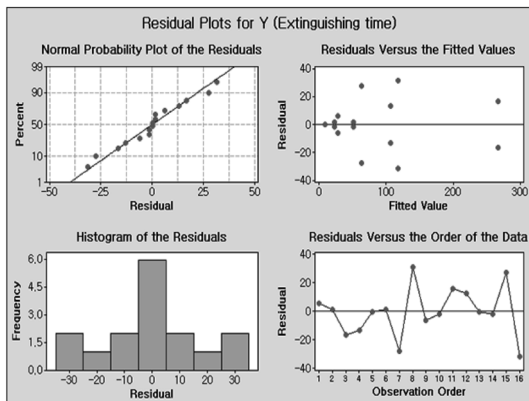 Residual Plots for Y (Extinguishing time)
Normal Probability Plot of the Residuals
99
90
50
10
1
Percent
-50
-25
0
25
50
Residual
Residuals Versus the Fitted Values
40
20
0
-20
-40
Residual
0
100
200
300
Fitted Value
Histogram of the Residuals
6.0
4.5
3.0
1.5
0.0
Frequency
-30
-20
-10
0
10
20
30
Residual
Residuals Versus the Order of the Data
40
20
0
-20
-40
Residual
1 2 3 4 5 6 7 8 9 10 11 12 13 14 15 16
Observation Order